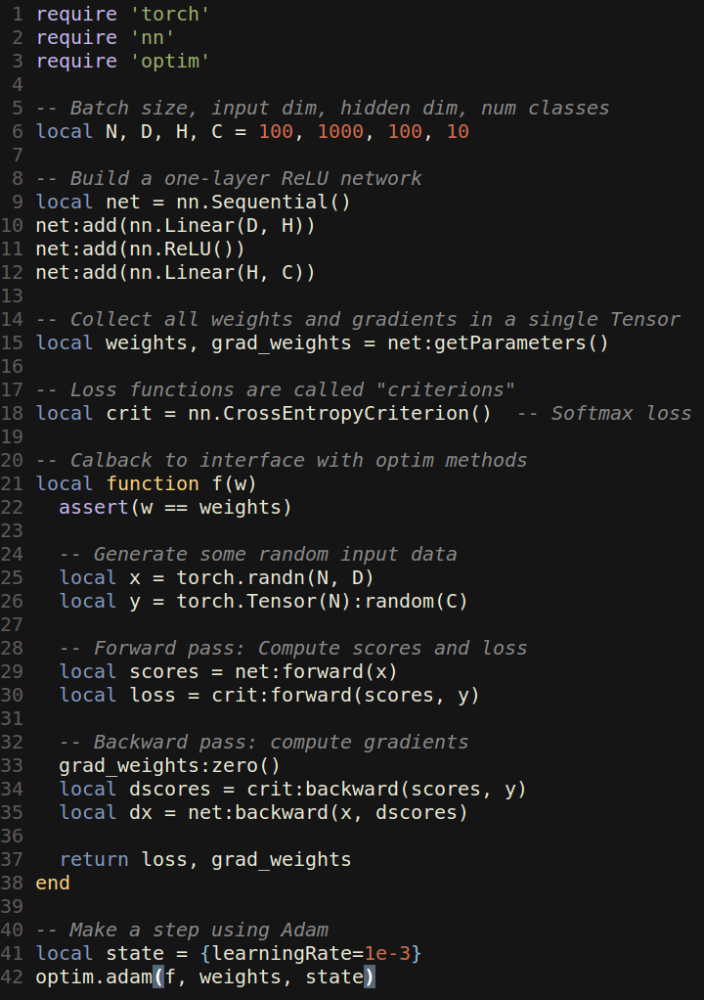 1 require 'torch'
2 require 'nn'
3 require 'optim'
4
5 -- Batch size, input dim, hidden dim, num classes
6 local N, D, H, C = 100, 1000, 100, 10
7
8 -- Build a one-layer ReLU network
9 local net = nn.Sequential()
10 net:add(nn.Linear(D, H))
11 net:add(nn.ReLU())
12 net:add(nn.Linear(H, C))
13
14 -- Collect all weights and gradients in a single Tensor
15 local weights, grad_weights = net:getParameters()
16
17 -- Loss functions are called "criterions"
18 local crit = nn.CrossEntropyCriterion()  -- Softmax loss
19
20 -- Calback to interface with optim methods
21 local function f(w)
22   assert(w == weights)
23
24   -- Generate some random input data
25   local x = torch.randn(N, D)
26   local y = torch.Tensor(N):random(C)
27
28   -- Forward pass: Compute scores and loss
29   local scores = net:forward(x)
30   local loss = crit:forward(scores, y)
31
32   -- Backward pass: compute gradients
33   grad_weights:zero()
34   local dscores = crit:backward(scores, y)
35   local dx = net:backward(x, dscores)
36
37   return loss, grad_weights
38 end
39
40 -- Make a step using Adam
41 local state = {learningRate=1e-3}
42 optim.adam(f, weights, state)